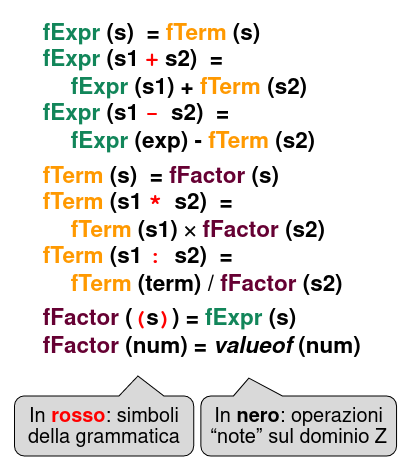 fExpr (s) = fTerm (s)
fExpr (s1 + s2) =
fExpr (s1) + fTerm (s2)
fExpr (s1 - s2) =
fExpr (exp) - fTerm (s2)
fTerm (s) = fFactor (s)
fTerm (s1 * s2) =
fTerm (s1) × fFactor (s2)
fTerm (s1 : s2) =
fTerm (term) / fFactor (s2)
fFactor ( (s) ) = fExpr (s)
fFactor (num) = valueof (num)
In rosso: simboli
della grammatica
In nero: operazioni
“note” sul dominio Z